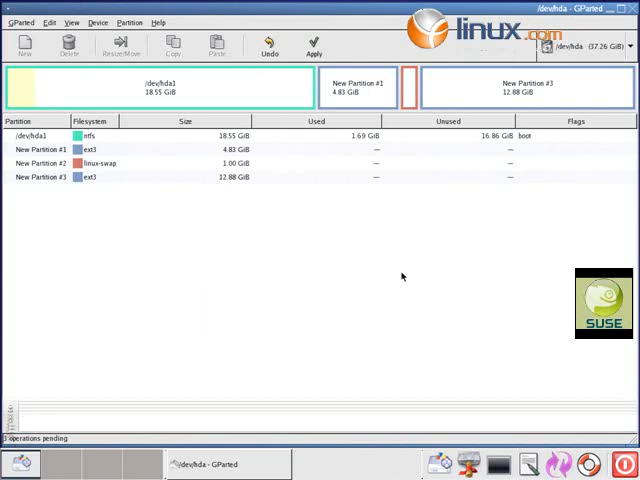 /dev/hda - GParted
GParted Edit View Device Partition Help
linux.com
New Delete Resize/Move Copy Paste Undo Apply
/dev/hda (37.26 GiB)
/dev/hda1
18.55 GiB
New Partition #1
4.83 GiB
New Partition #3
12.88 GiB
Partition Filesystem Size Used Unused Flags
/dev/hda1 ntfs 18.55 GiB 1.69 GiB 16.86 GiB boot
New Partition #1 ext3 4.83 GiB — —
New Partition #2 linux-swap 1.00 GiB — —
New Partition #3 ext3 12.88 GiB — —
SUSE
3 operations pending
/dev/hda - GParted